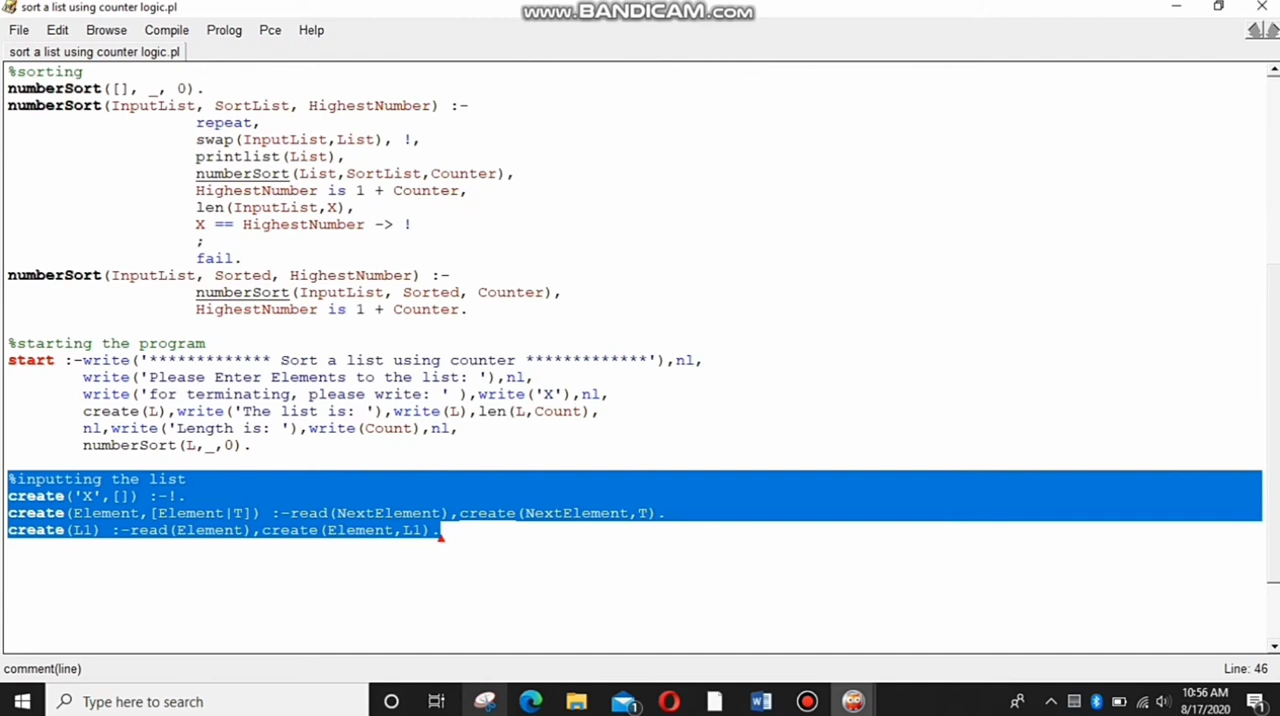 sort a list using counter logic.pl
www.BANDICAM.com
File Edit Browse Compile Prolog Pce Help
sort a list using counter logic.pl
%sorting
numberSort([], _, 0).
numberSort(InputList, SortList, HighestNumber) :-
repeat,
swap(InputList,List), !,
printlist(List),
numberSort(List,SortList,Counter),
HighestNumber is 1 + Counter,
len(InputList,X),
X == HighestNumber -> !
;
fail.
numberSort(InputList, Sorted, HighestNumber) :-
numberSort(InputList, Sorted, Counter),
HighestNumber is 1 + Counter.
%starting the program
start :-write('************* Sort a list using counter *************'),nl,
write('Please Enter Elements to the list: '),nl,
write('for terminating, please write: ' ),write('X'),nl,
create(L),write('The list is: '),write(L),len(L,Count),
nl,write('Length is: '),write(Count),nl,
numberSort(L,_,0).
%inputting the list
create('X',[]) :-!.
create(Element,[Element|T]) :-read(NextElement),create(NextElement,T).
create(L1) :-read(Element),create(Element,L1).
comment(line) Line: 46
Type here to search
10:56 AM
8/17/2020